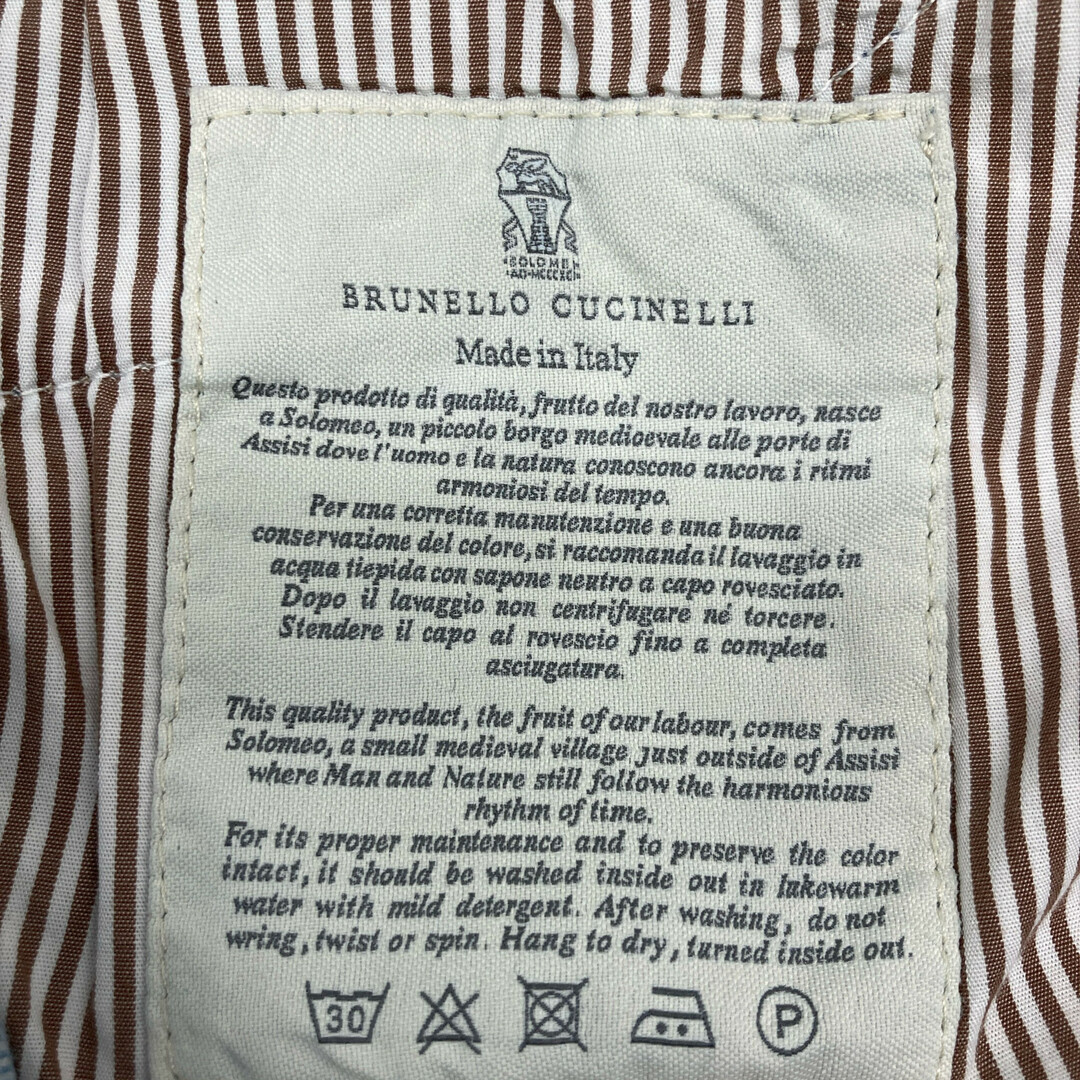 SOLOMEI
AD·MCCCXCI
BRUNELLO CUCINELLI
Made in Italy
Questo prodotto di qualità, frutto del nostro lavoro, nasce
a Solomeo, un piccolo borgo medioevale alle porte di
Assisi dove l'uomo e la natura conoscono ancora i ritmi
armoniosi del tempo.
Per una corretta manutenzione e una buona
conservazione del colore, si raccomanda il lavaggio in
acqua tiepida con sapone neutro a capo rovesciato.
Dopo il lavaggio non centrifugare né torcere.
Stendere il capo al rovescio fino a completa
asciugatura.
This quality product, the fruit of our labour, comes from
Solomeo, a small medieval village just outside of Assisi
where Man and Nature still follow the harmonious
rhythm of time.
For its proper maintenance and to preserve the color
intact, it should be washed inside out in lukewarm
water with mild detergent. After washing, do not
wring, twist or spin. Hang to dry, turned inside out.
30 P